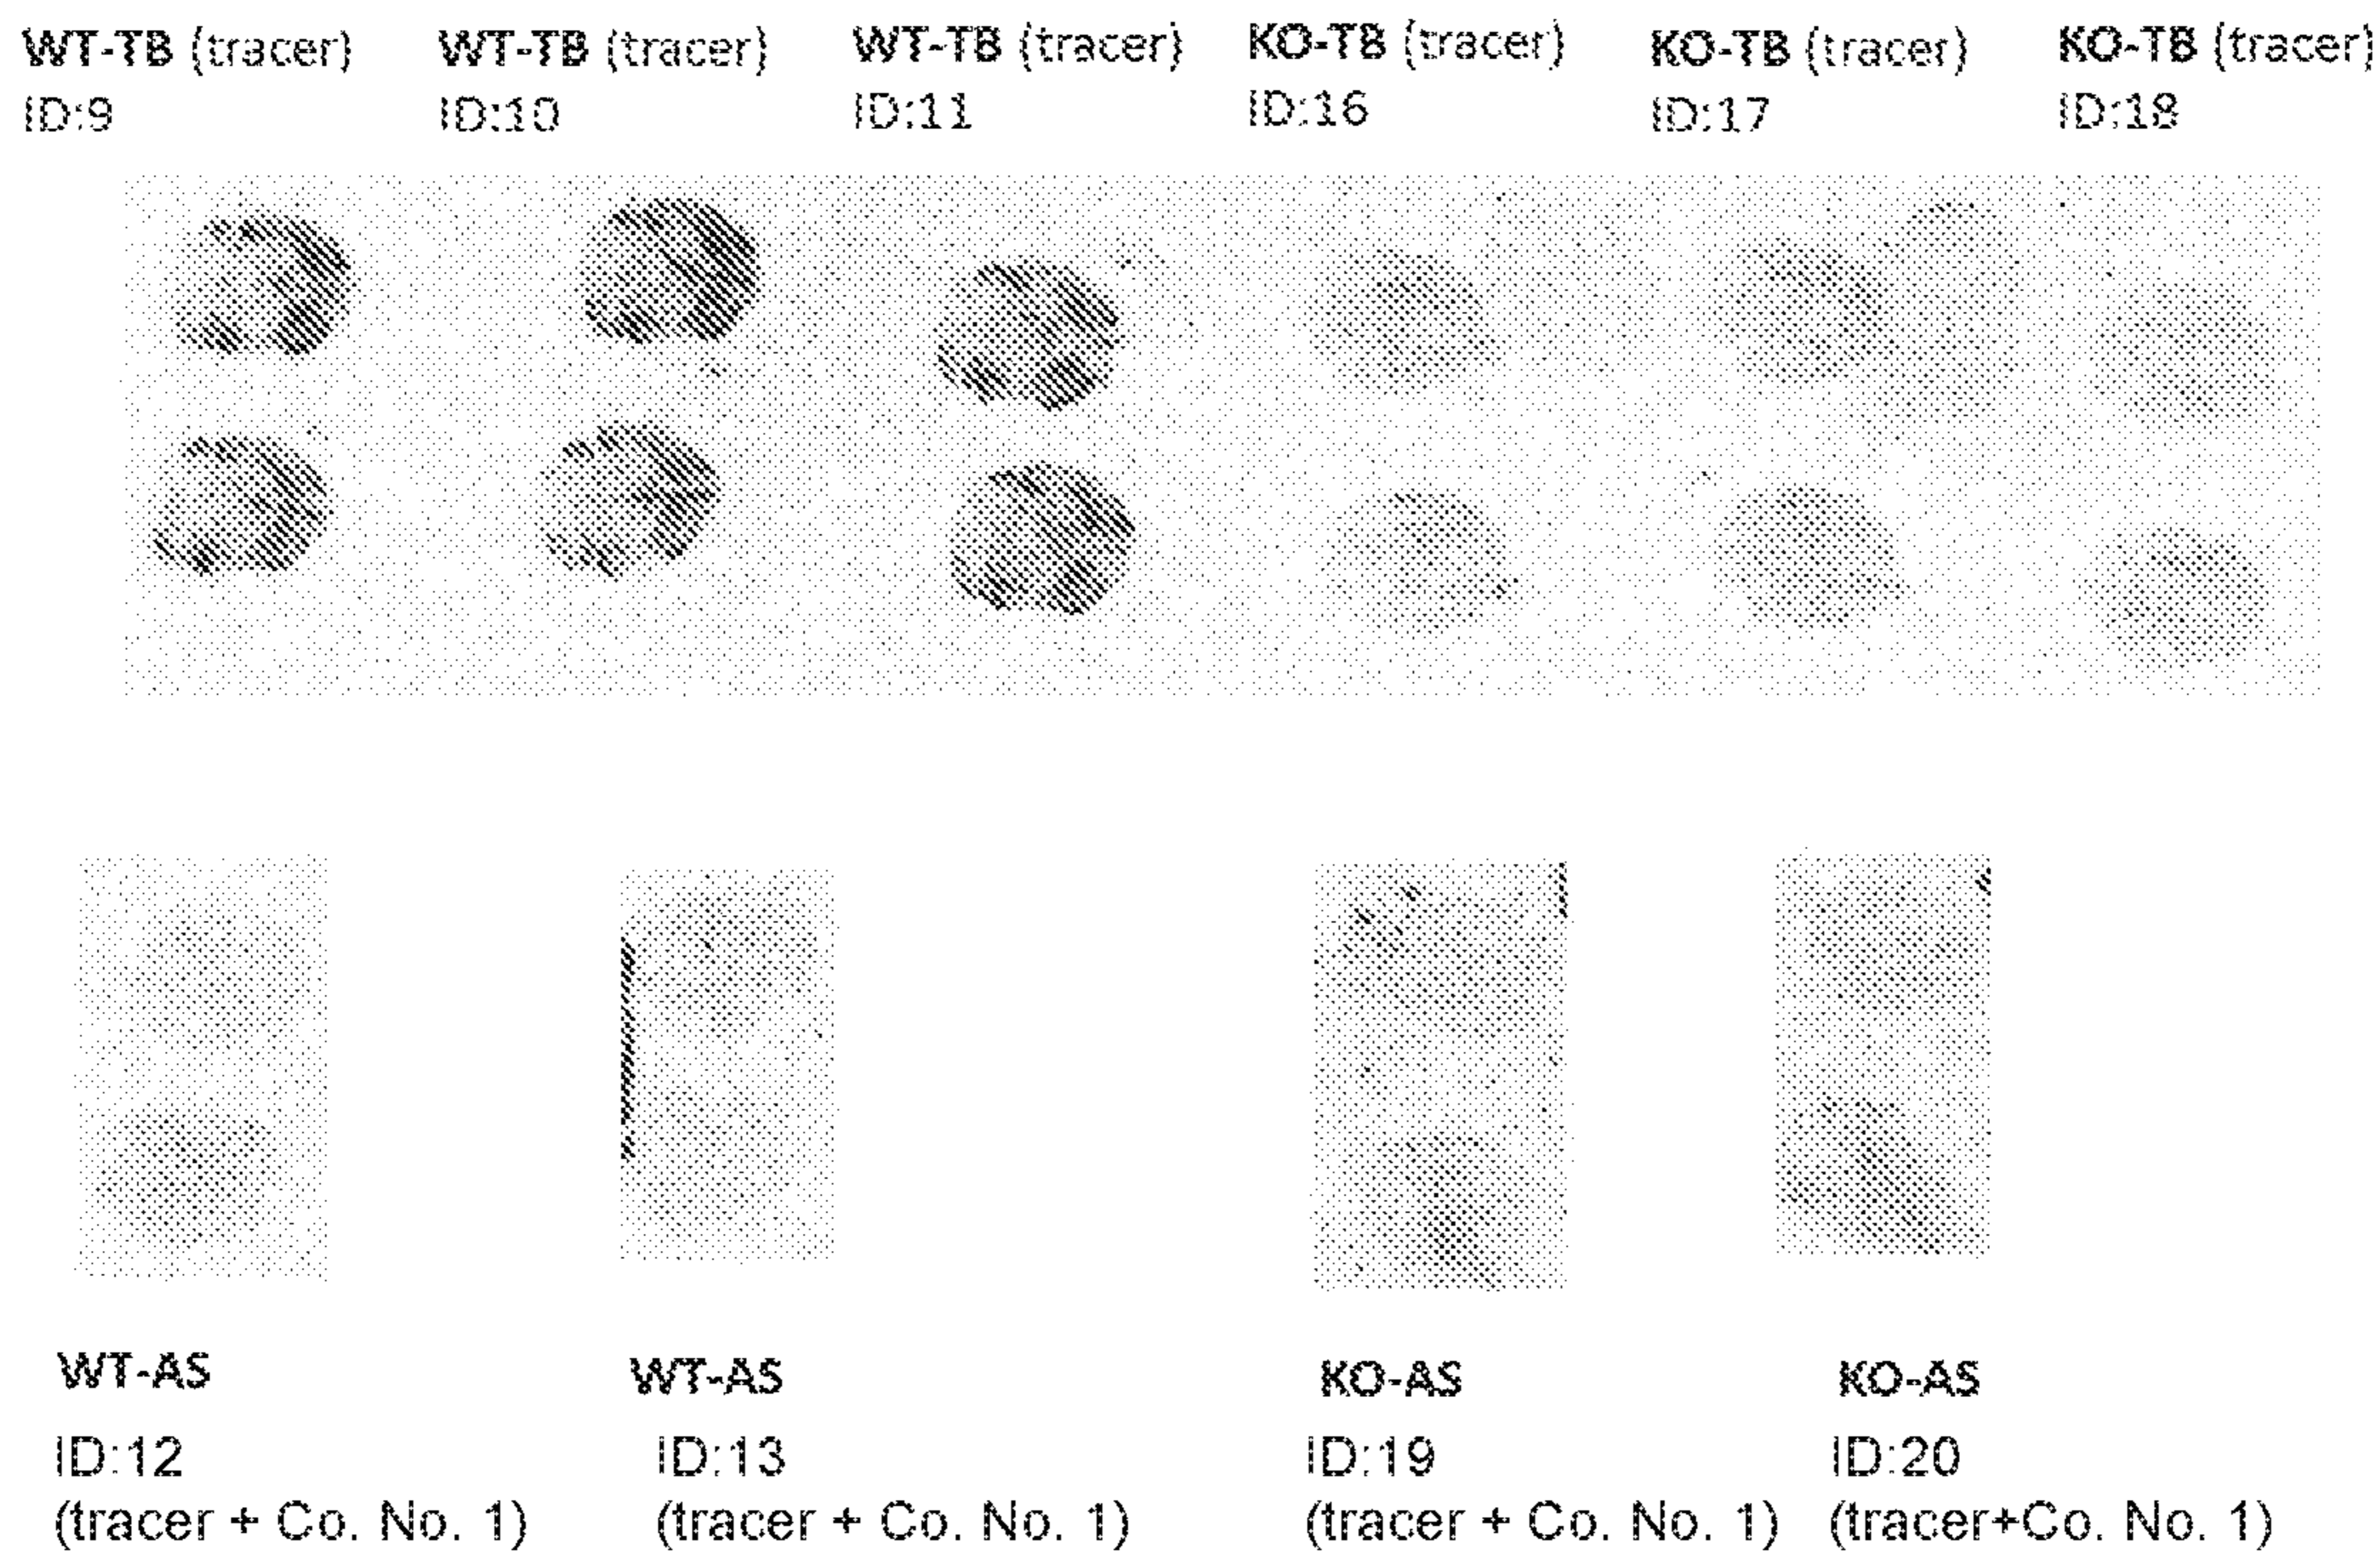 WT-TB (tracer) WT-TB (tracer) WT-TB (tracer) KO-TB (tracer) KO-TB (tracer) KO-TB (tracer)
ID:9 ID:10 ID:11 ID:16 ID:17 ID:18
WT-AS WT-AS KO-AS KO-AS
ID:12 ID:13 ID:19 ID:20
(tracer + Co. No. 1) (tracer + Co. No. 1) (tracer + Co. No. 1) (tracer+Co. No. 1)